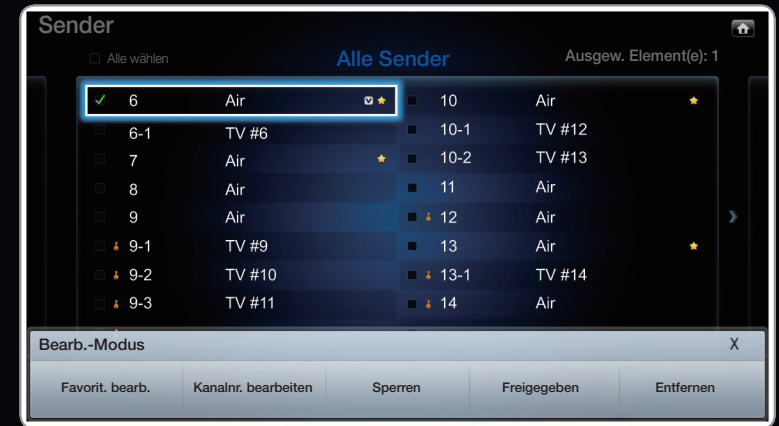 Sender
Alle wählen
Alle Sender
Ausgew. Element(e): 1
6 Air
10 Air
6-1 TV #6
10-1 TV #12
7 Air
10-2 TV #13
8 Air
11 Air
9 Air
12 Air
9-1 TV #9
13 Air
9-2 TV #10
13-1 TV #14
9-3 TV #11
14 Air
Bearb.-Modus X
Favorit. bearb.
Kanalnr. bearbeiten
Sperren
Freigegeben
Entfernen